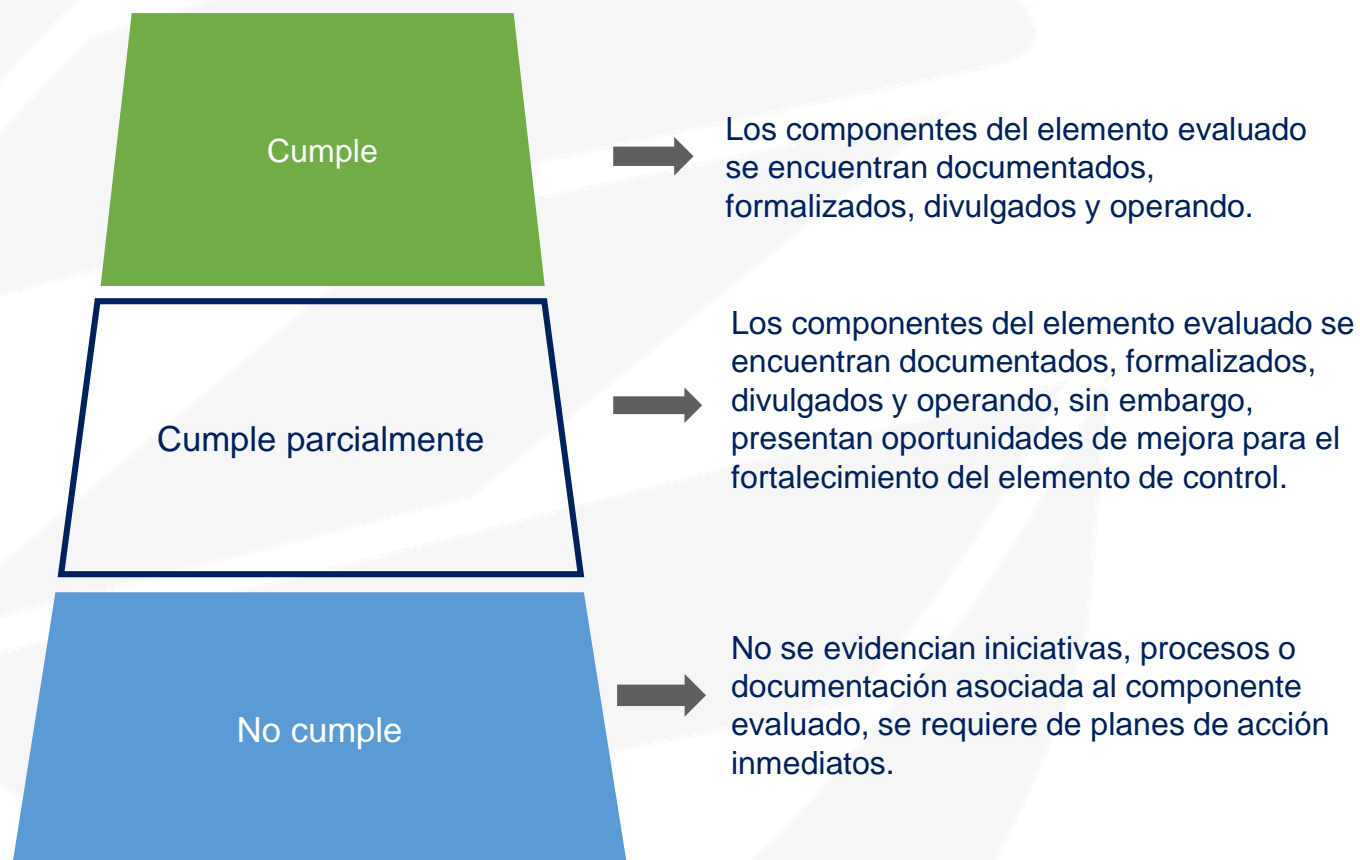 Cumple
Los componentes del elemento evaluado
se encuentran documentados,
formalizados, divulgados y operando.
Cumple parcialmente
Los componentes del elemento evaluado se
encuentran documentados, formalizados,
divulgados y operando, sin embargo,
presentan oportunidades de mejora para el
fortalecimiento del elemento de control.
No cumple
No se evidencian iniciativas, procesos o
documentación asociada al componente
evaluado, se requiere de planes de acción
inmediatos.